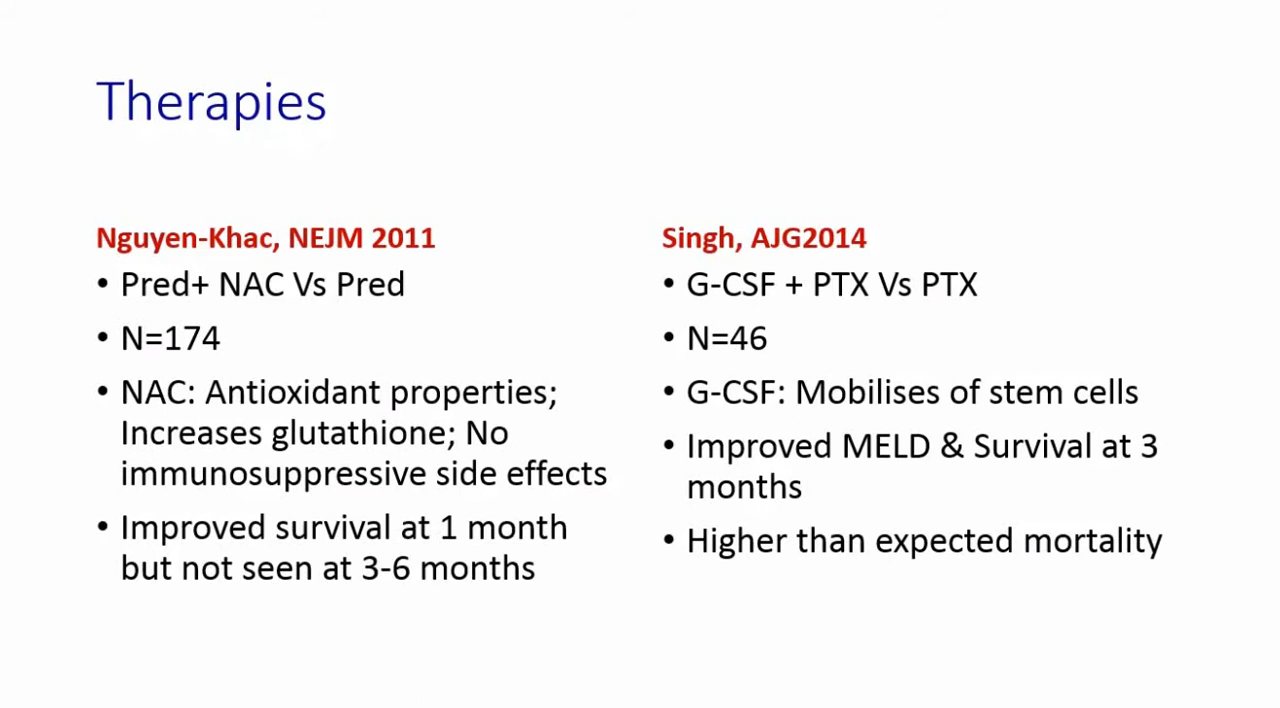 Therapies
Nguyen-Khac, NEJM 2011
• Pred+ NAC Vs Pred
• N=174
• NAC: Antioxidant properties;
Increases glutathione; No
immunosuppressive side effects
• Improved survival at 1 month
but not seen at 3-6 months
Singh, AJG2014
• G-CSF + PTX Vs PTX
• N=46
• G-CSF: Mobilises of stem cells
• Improved MELD & Survival at 3
months
• Higher than expected mortality